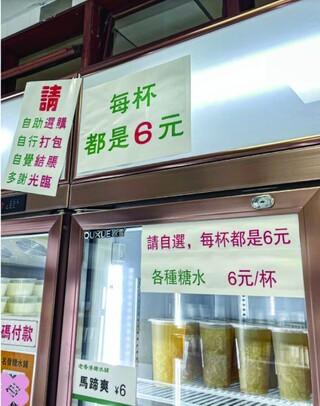 請
自助選購
自行打包
自覺結賬
多謝光臨
每杯
都是6元
請自選，每杯都是6元
各種糖水 6元/杯
碼付款
馬蹄爽 ¥6